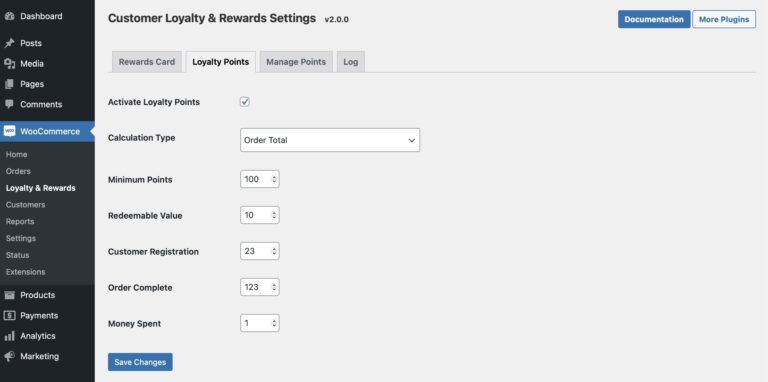 Dashboard
Posts
Media
Pages
Comments
woo WooCommerce
Home
Orders
Loyalty & Rewards
Customers
Reports
Settings
Status
Extensions
Products
Payments
Analytics
Marketing
Customer Loyalty & Rewards Settings v2.0.0
Documentation
More Plugins
Rewards Card Loyalty Points Manage Points Log
Activate Loyalty Points
Calculation Type Order Total
Minimum Points 100
Redeemable Value 10
Customer Registration 23
Order Complete 123
Money Spent 1
Save Changes